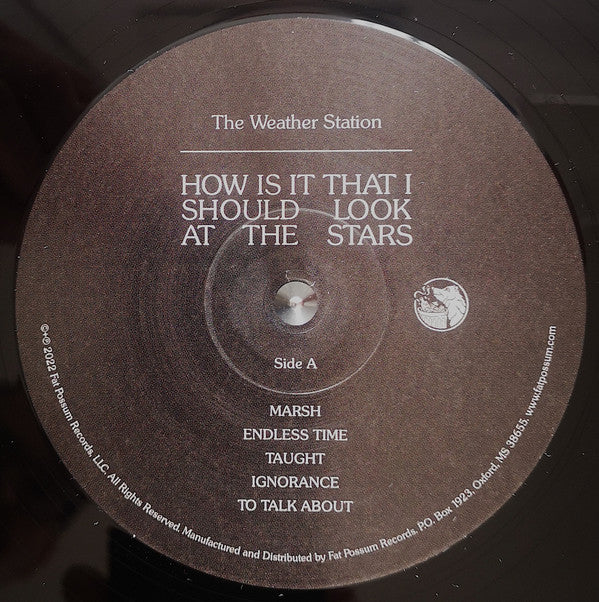 The Weather Station
HOW IS IT THAT I
SHOULD LOOK
AT THE STARS
Side A
MARSH
ENDLESS TIME
TAUGHT
IGNORANCE
TO TALK ABOUT
©+℗ 2022 Fat Possum Records, LLC. All Rights Reserved. Manufactured and Distributed by Fat Possum Records. P.O. Box 1923, Oxford, MS 38655. www.fatpossum.com